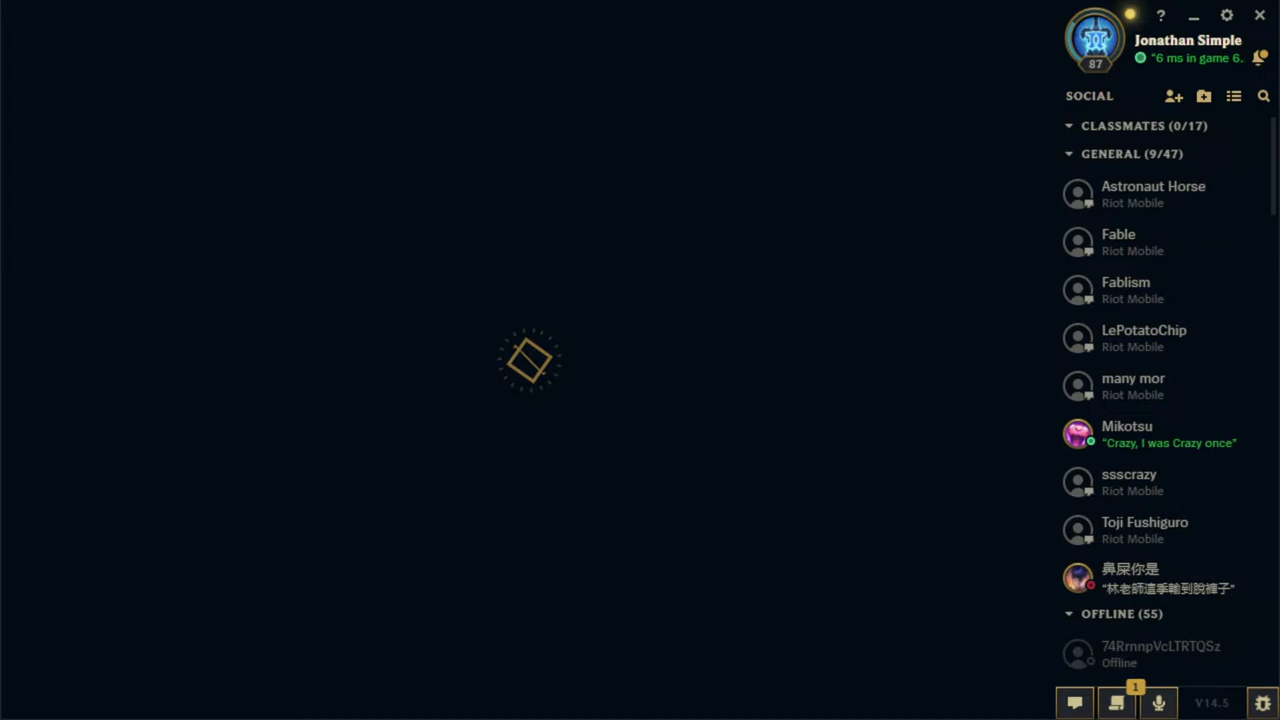 ?
Jonathan Simple
87
"6 ms in game 6.
SOCIAL
CLASSMATES (0/17)
GENERAL (9/47)
Astronaut Horse
Riot Mobile
Fable
Riot Mobile
Fablism
Riot Mobile
LePotatoChip
Riot Mobile
many mor
Riot Mobile
Mikotsu
"Crazy, I was Crazy once"
ssscrazy
Riot Mobile
Toji Fushiguro
Riot Mobile
鼻屎你是
"林老師這季輸到脫褲子"
OFFLINE (55)
74RrnnpVcLTRTQSz
Offline
1
V14.5